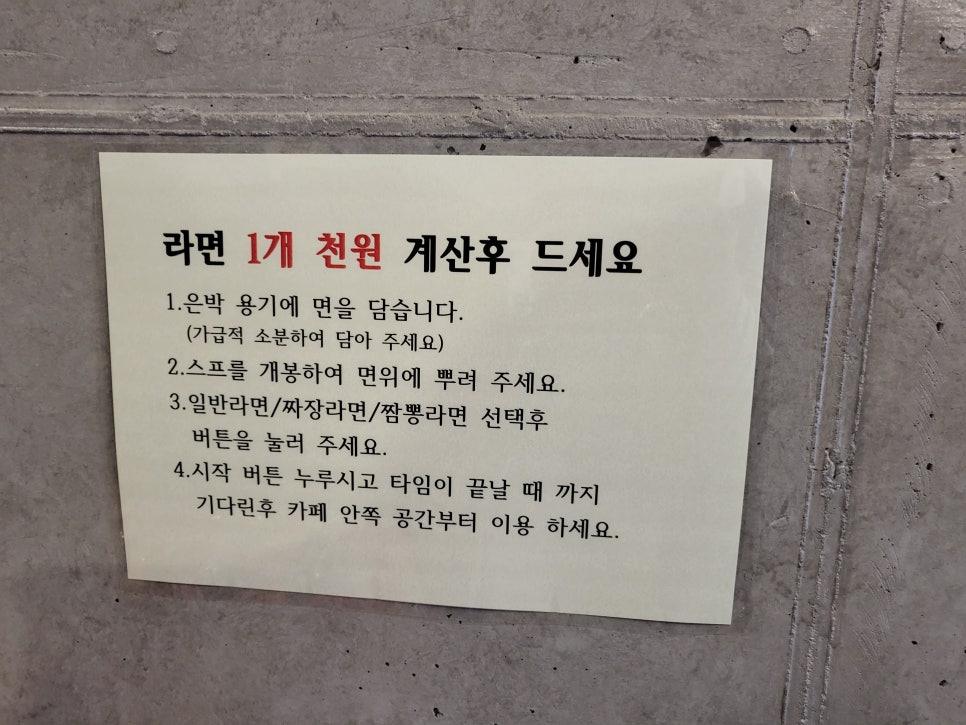 라면 1개 천원 계산후 드세요
1.은박 용기에 면을 담습니다.
(가급적 소분하여 담아 주세요)
2.스프를 개봉하여 면위에 뿌려 주세요.
3.일반라면/짜장라면/짬뽕라면 선택후
버튼을 눌러 주세요.
4.시작 버튼 누루시고 타임이 끝날 때 까지
기다린후 카페 안쪽 공간부터 이용 하세요.